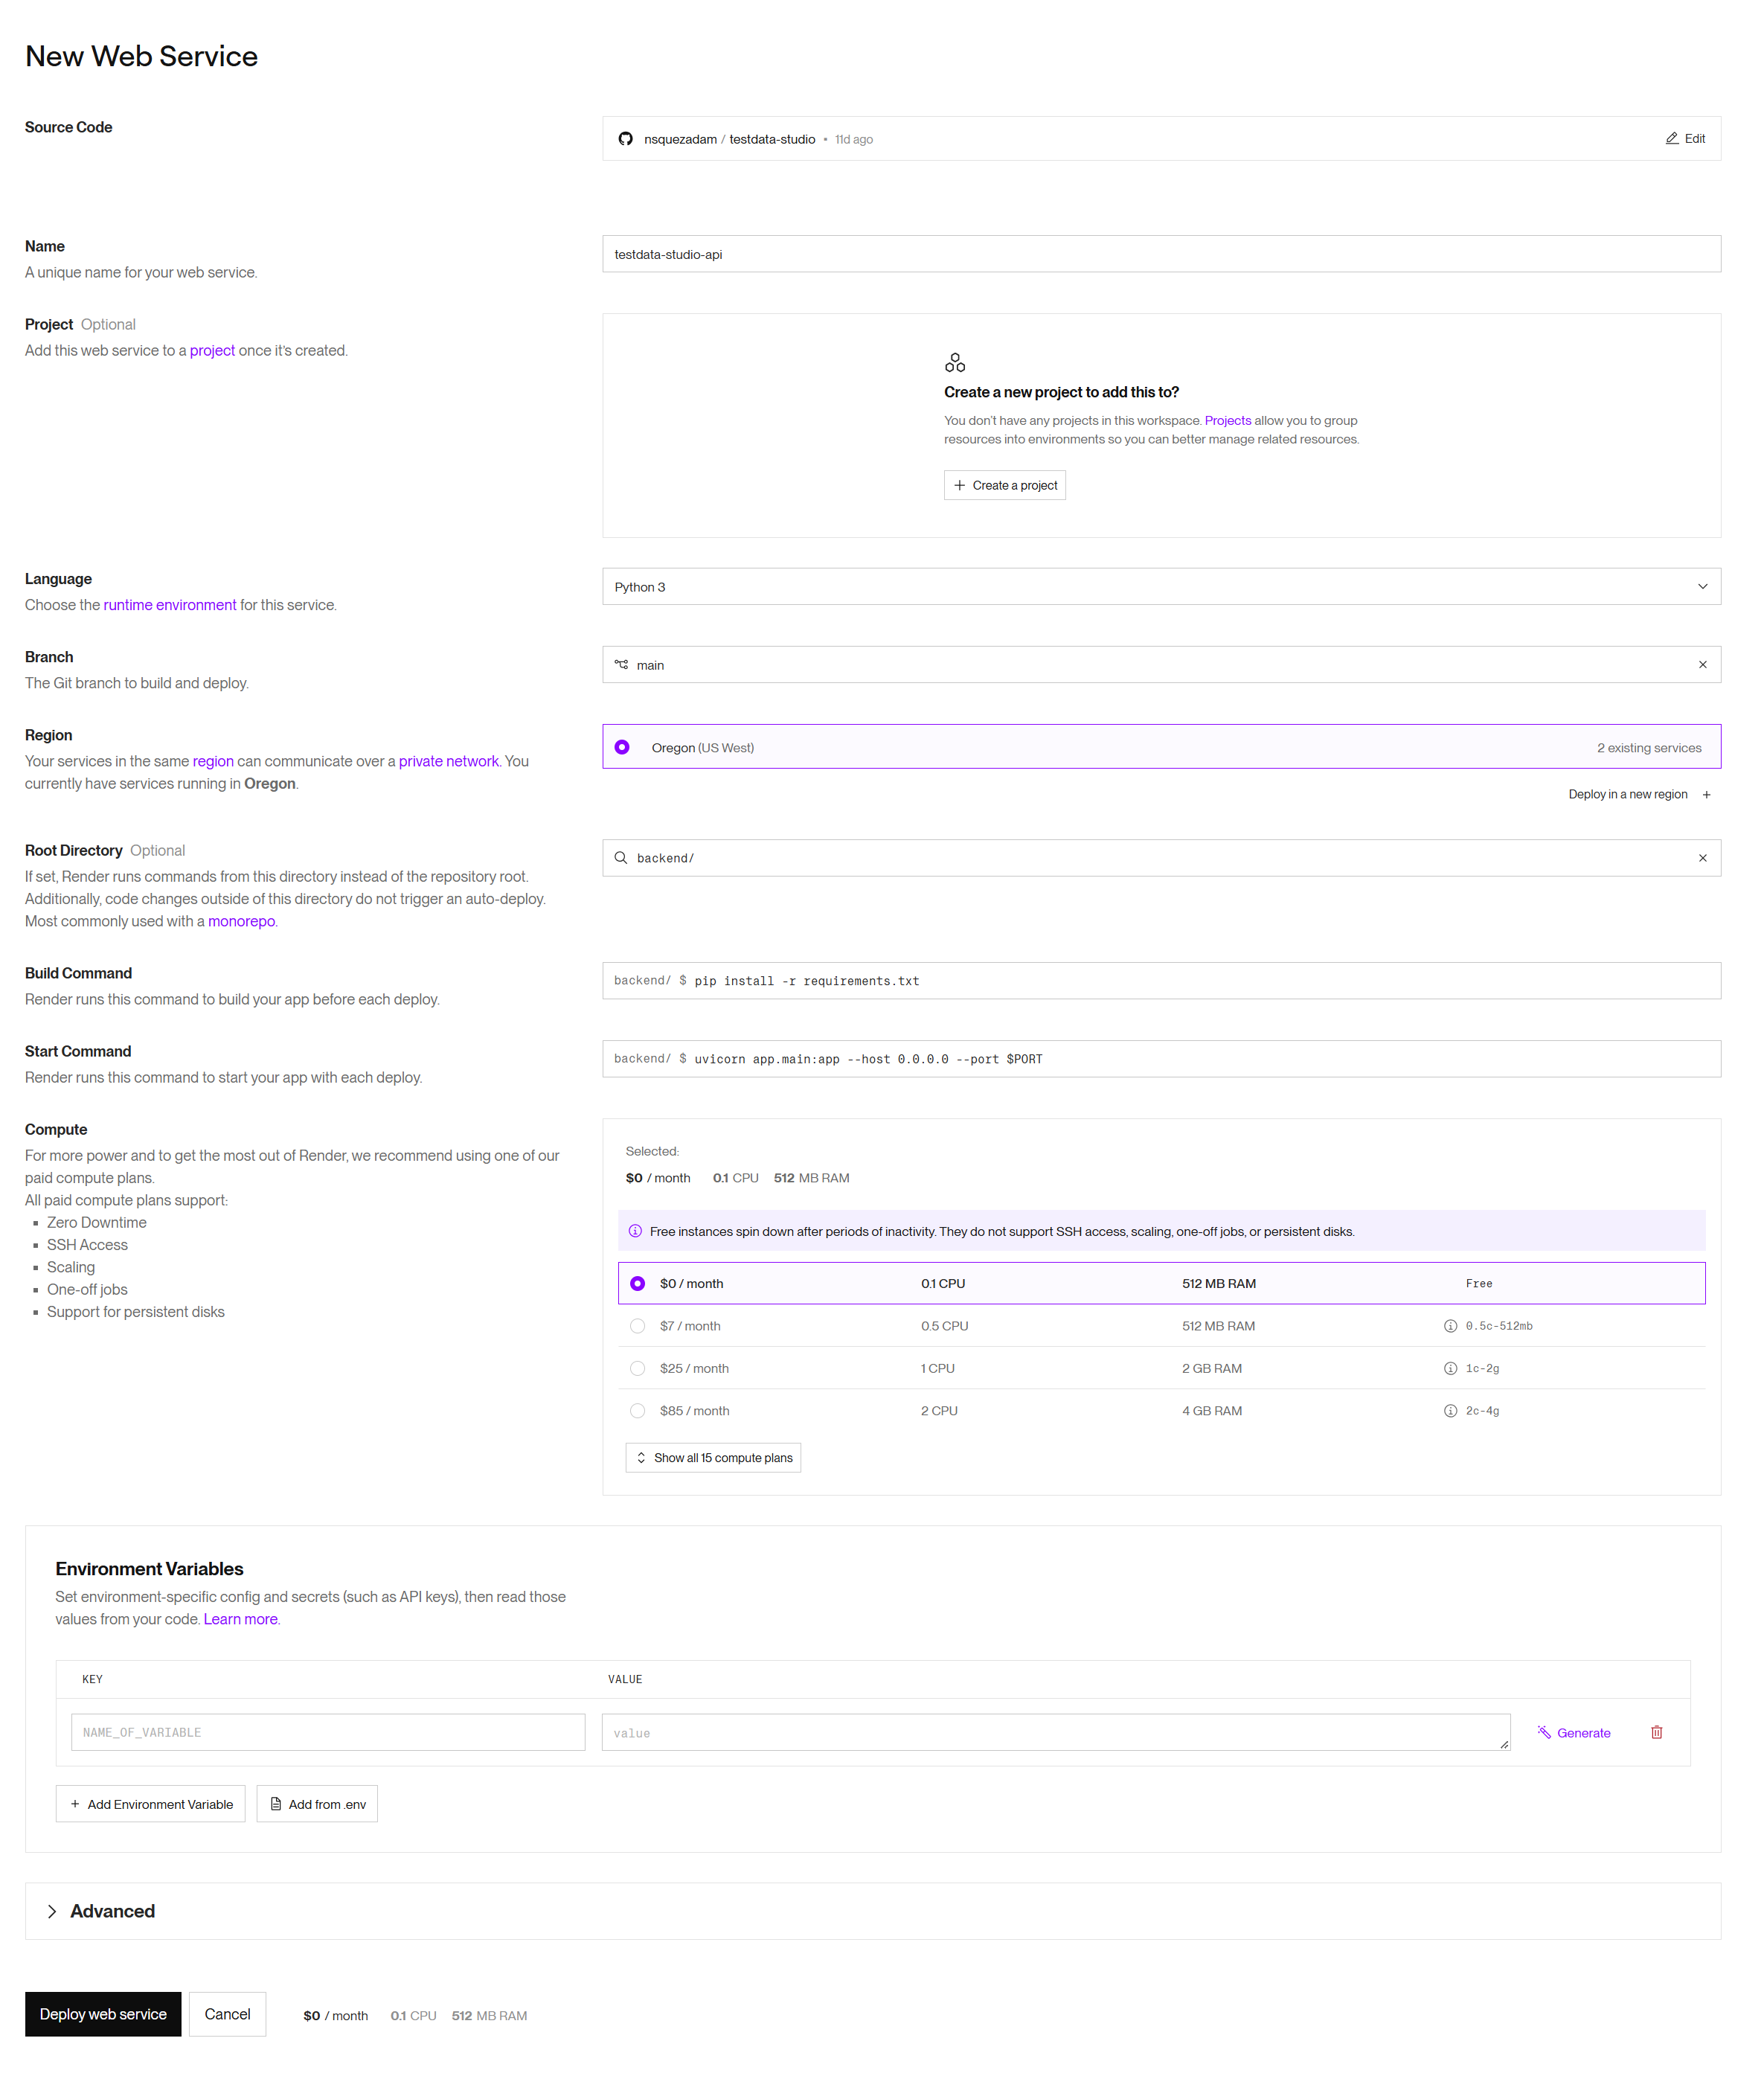 New Web Service
Source Code
nsquezadam / testdata-studio • 11d ago
Edit
Name
A unique name for your web service.
testdata-studio-api
Project Optional
Add this web service to a project once it's created.
Create a new project to add this to?
You don't have any projects in this workspace. Projects allow you to group
resources into environments so you can better manage related resources.
+ Create a project
Language
Choose the runtime environment for this service.
Python 3
Branch
The Git branch to build and deploy.
main
Region
Your services in the same region can communicate over a private network. You
currently have services running in Oregon.
Oregon (US West)
2 existing services
Deploy in a new region +
Root Directory Optional
If set, Render runs commands from this directory instead of the repository root.
Additionally, code changes outside of this directory do not trigger an auto-deploy.
Most commonly used with a monorepo.
backend/
Build Command
Render runs this command to build your app before each deploy.
backend/ $ pip install -r requirements.txt
Start Command
Render runs this command to start your app with each deploy.
backend/ $ uvicorn app.main:app --host 0.0.0.0 --port $PORT
Compute
For more power and to get the most out of Render, we recommend using one of our
paid compute plans.
All paid compute plans support:
▪ Zero Downtime
▪ SSH Access
▪ Scaling
▪ One-off jobs
▪ Support for persistent disks
Selected:
$0 / month 0.1 CPU 512 MB RAM
Free instances spin down after periods of inactivity. They do not support SSH access, scaling, one-off jobs, or persistent disks.
$0 / month 0.1 CPU 512 MB RAM Free
$7 / month 0.5 CPU 512 MB RAM 0.5c-512mb
$25 / month 1 CPU 2 GB RAM 1c-2g
$85 / month 2 CPU 4 GB RAM 2c-4g
Show all 15 compute plans
Environment Variables
Set environment-specific config and secrets (such as API keys), then read those
values from your code. Learn more.
KEY VALUE
NAME_OF_VARIABLE value Generate
+ Add Environment Variable Add from .env
Advanced
Deploy web service Cancel $0 / month 0.1 CPU 512 MB RAM